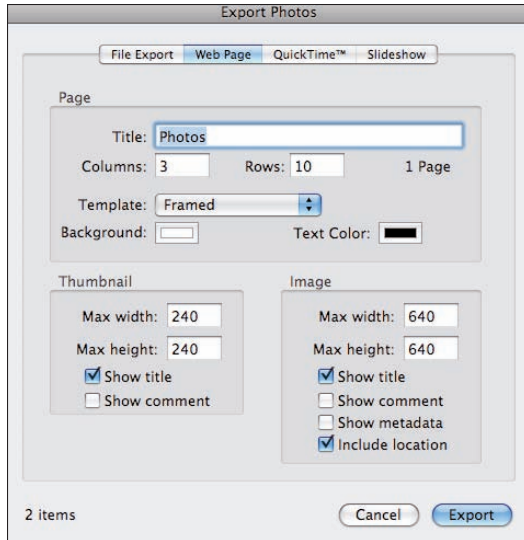 Export Photos
File Export Web Page QuickTime™ Slideshow
Page
Title: Photos
Columns: 3 Rows: 10 1 Page
Template: Framed
Background: Text Color:
Thumbnail
Max width: 240
Max height: 240
Show title
Show comment
Image
Max width: 640
Max height: 640
Show title
Show comment
Show metadata
Include location
2 items Cancel Export